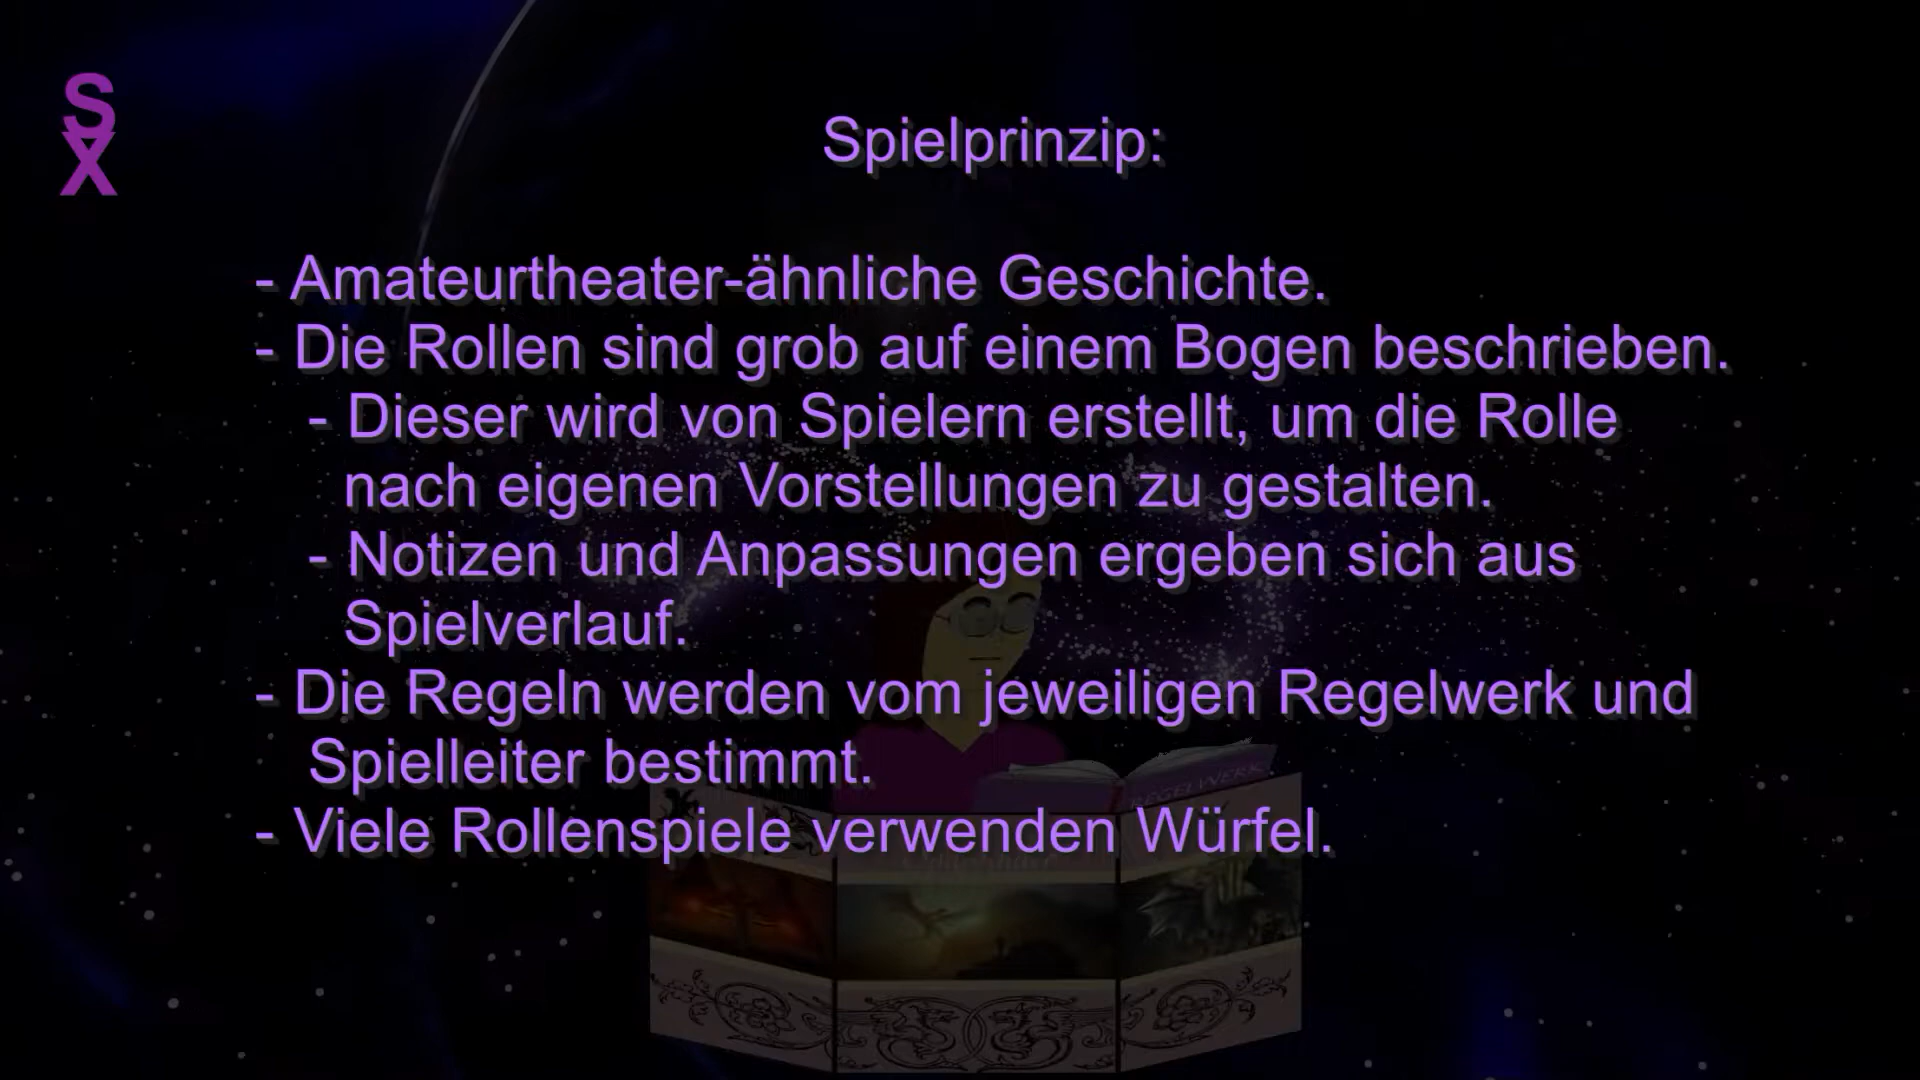 S
X
Spielprinzip:
- Amateurtheater-ähnliche Geschichte.
- Die Rollen sind grob auf einem Bogen beschrieben.
- Dieser wird von Spielern erstellt, um die Rolle
nach eigenen Vorstellungen zu gestalten.
- Notizen und Anpassungen ergeben sich aus
Spielverlauf.
- Die Regeln werden vom jeweiligen Regelwerk und
Spielleiter bestimmt.
REGELWERK
- Viele Rollenspiele verwenden Würfel.